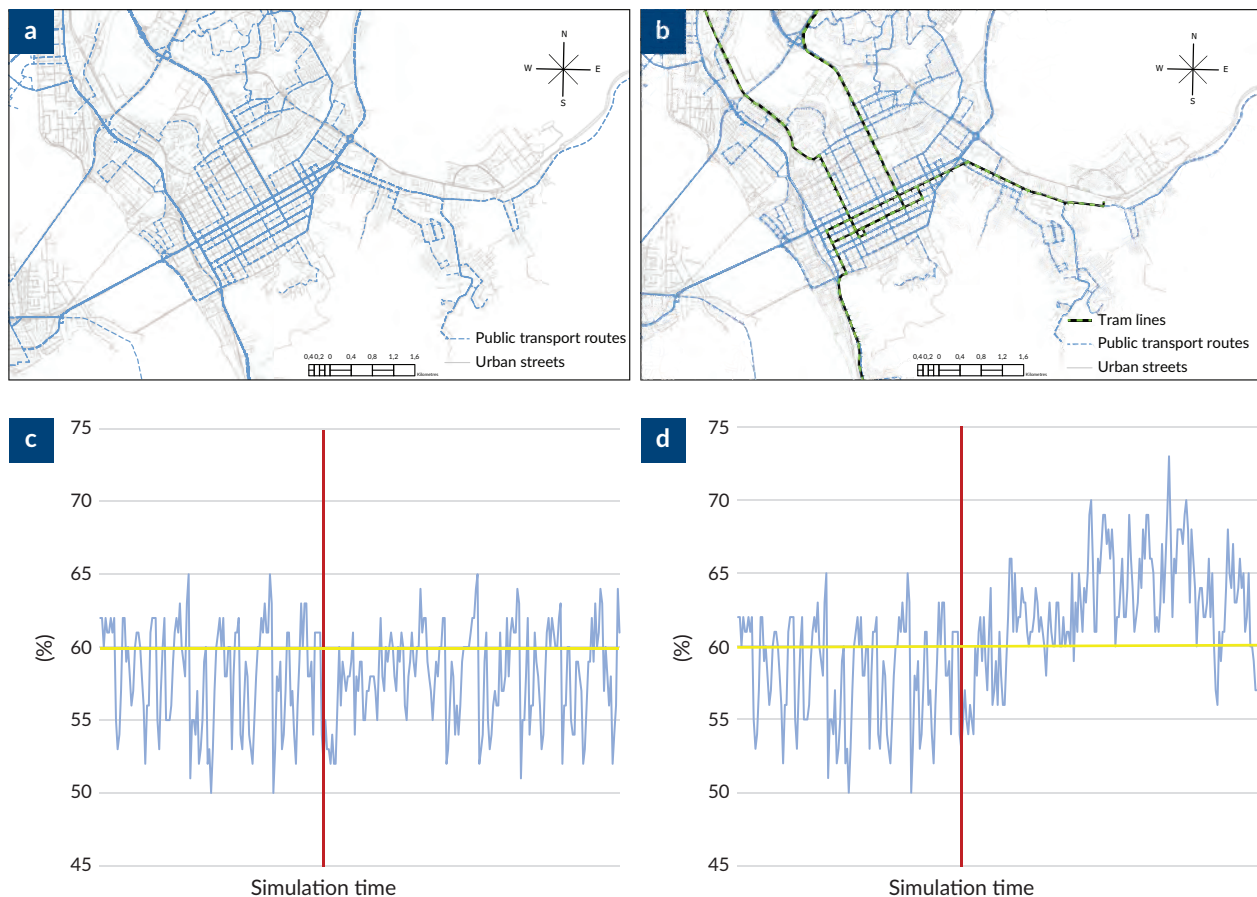 a
N
W E
S
Public transport routes
Urban streets
0,4 0,2 0 0,4 0,8 1,2 1,6
Kilometres
b
N
W E
S
Tram lines
Public transport routes
Urban streets
0,4 0,2 0 0,4 0,8 1,2 1,6
Kilometres
c
75
70
65
60
55
50
45
(%)
Simulation time
d
75
70
65
60
55
50
45
(%)
Simulation time